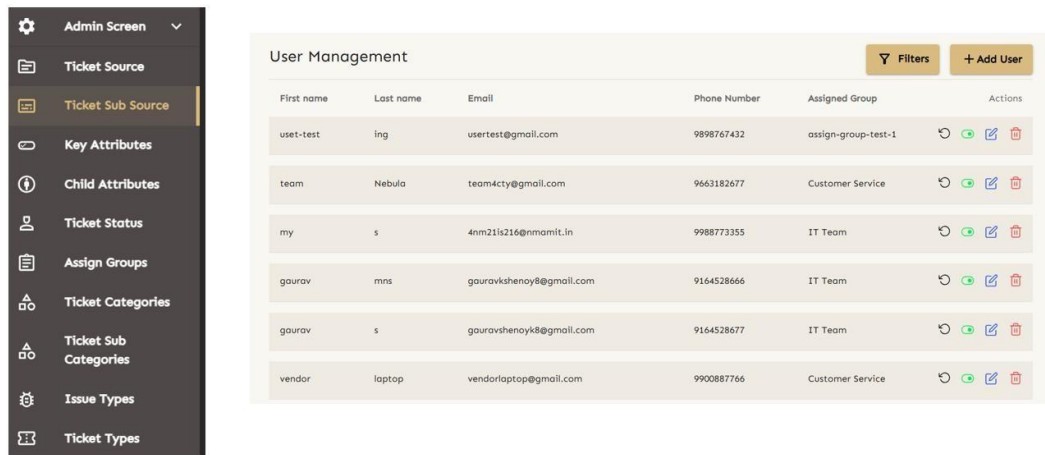 Admin Screen
Ticket Source
Ticket Sub Source
Key Attributes
Child Attributes
Ticket Status
Assign Groups
Ticket Categories
Ticket Sub
Categories
Issue Types
Ticket Types
User Management
Filters
+ Add User
First name Last name Email Phone Number Assigned Group Actions
uset-test ing usertest@gmail.com 9898767432 assign-group-test-1
team Nebula team4cty@gmail.com 9663182677 Customer Service
my s 4nm21is216@nmamit.in 9988773355 IT Team
gaurav mns gauravkshenoy8@gmail.com 9164528666 IT Team
gaurav s gauravshenoyk8@gmail.com 9164528677 IT Team
vendor laptop vendorlaptop@gmail.com 9900887766 Customer Service